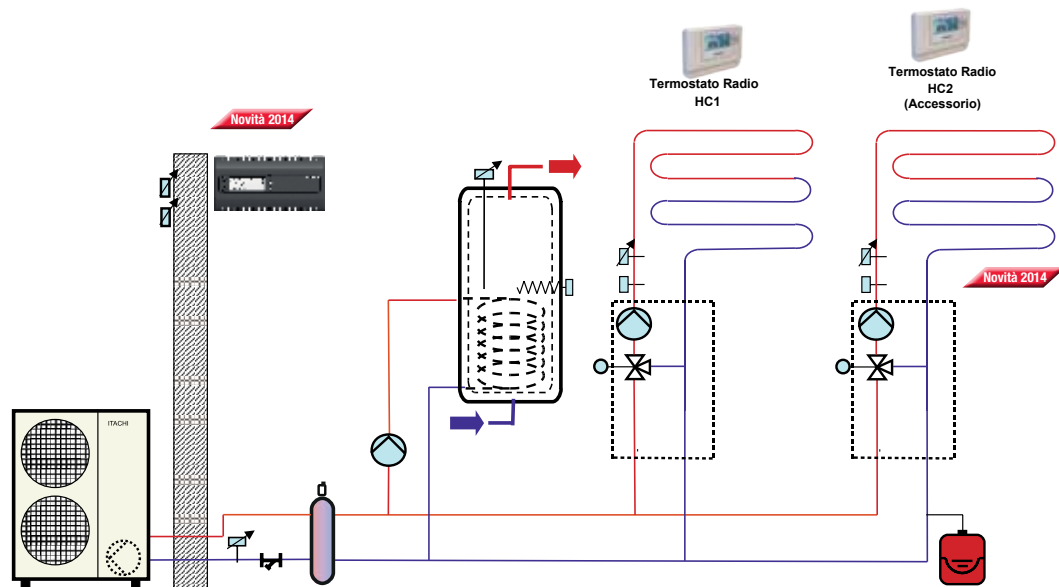 Termostato Radio
HC1
Termostato Radio
HC2
(Accessorio)
Novità 2014
Novità 2014
ITACHI